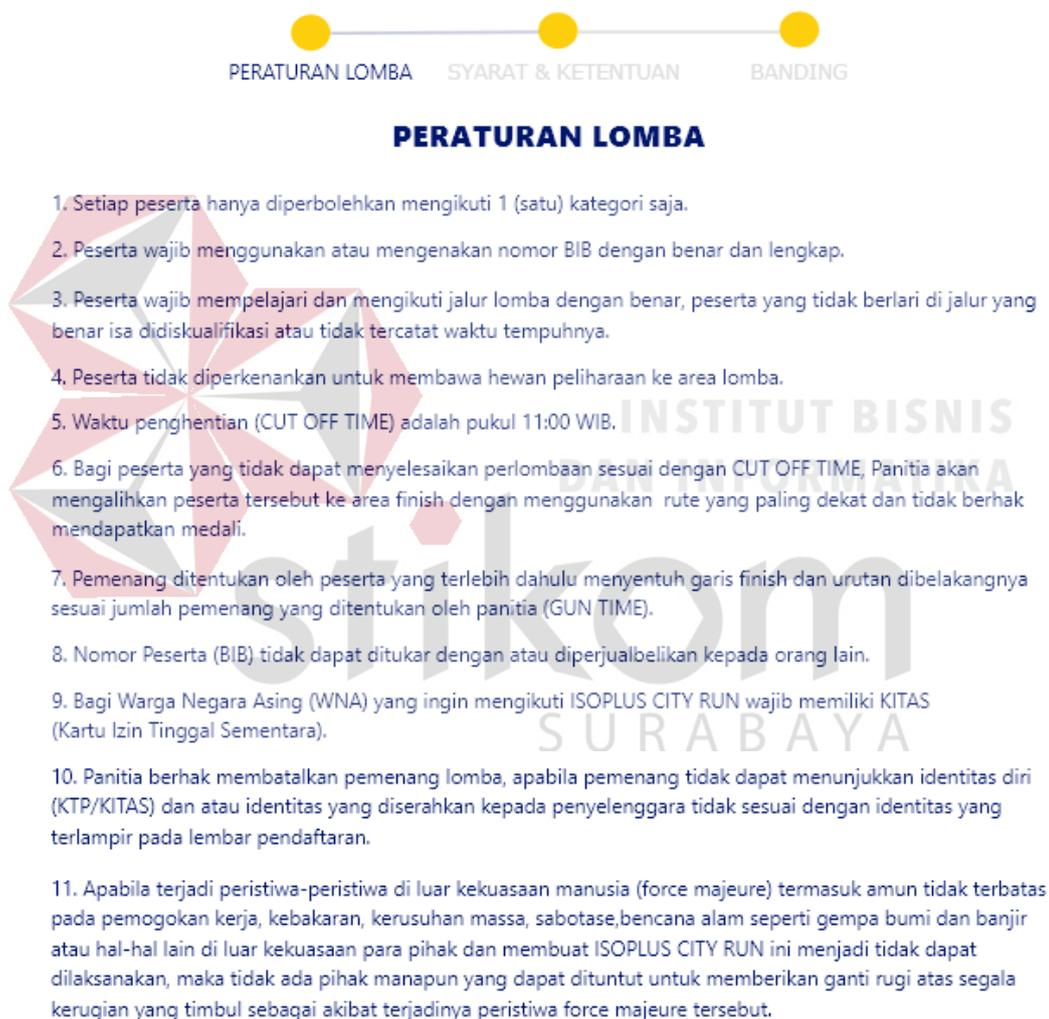 PERATURAN LOMBA SYARAT & KETENTUAN BANDING
PERATURAN LOMBA
1. Setiap peserta hanya diperbolehkan mengikuti 1 (satu) kategori saja.
2. Peserta wajib menggunakan atau mengenakan nomor BIB dengan benar dan lengkap.
3. Peserta wajib mempelajari dan mengikuti jalur lomba dengan benar, peserta yang tidak berlari di jalur yang
benar isa didiskualifikasi atau tidak tercatat waktu tempuhnya.
4. Peserta tidak diperkenankan untuk membawa hewan peliharaan ke area lomba.
5. Waktu penghentian (CUT OFF TIME) adalah pukul 11:00 WIB.
INSTITUT BISNIS
6. Bagi peserta yang tidak dapat menyelesaikan perlombaan sesuai dengan CUT OFF TIME, Panitia akan
DAN INFORMATIKA
mengalihkan peserta tersebut ke area finish dengan menggunakan rute yang paling dekat dan tidak berhak
mendapatkan medali.
7. Pemenang ditentukan oleh peserta yang terlebih dahulu menyentuh garis finish dan urutan dibelakangnya
sesuai jumlah pemenang yang ditentukan oleh panitia (GUN TIME).
stikom
8. Nomor Peserta (BIB) tidak dapat ditukar dengan atau diperjualbelikan kepada orang lain.
9. Bagi Warga Negara Asing (WNA) yang ingin mengikuti ISOPLUS CITY RUN wajib memiliki KITAS
(Kartu Izin Tinggal Sementara).
SURABAYA
10. Panitia berhak membatalkan pemenang lomba, apabila pemenang tidak dapat menunjukkan identitas diri
(KTP/KITAS) dan atau identitas yang diserahkan kepada penyelenggara tidak sesuai dengan identitas yang
terlampir pada lembar pendaftaran.
11. Apabila terjadi peristiwa-peristiwa di luar kekuasaan manusia (force majeure) termasuk amun tidak terbatas
pada pemogokan kerja, kebakaran, kerusuhan massa, sabotase,bencana alam seperti gempa bumi dan banjir
atau hal-hal lain di luar kekuasaan para pihak dan membuat ISOPLUS CITY RUN ini menjadi tidak dapat
dilaksanakan, maka tidak ada pihak manapun yang dapat dituntut untuk memberikan ganti rugi atas segala
kerugian yang timbul sebagai akibat terjadinya peristiwa force majeure tersebut.